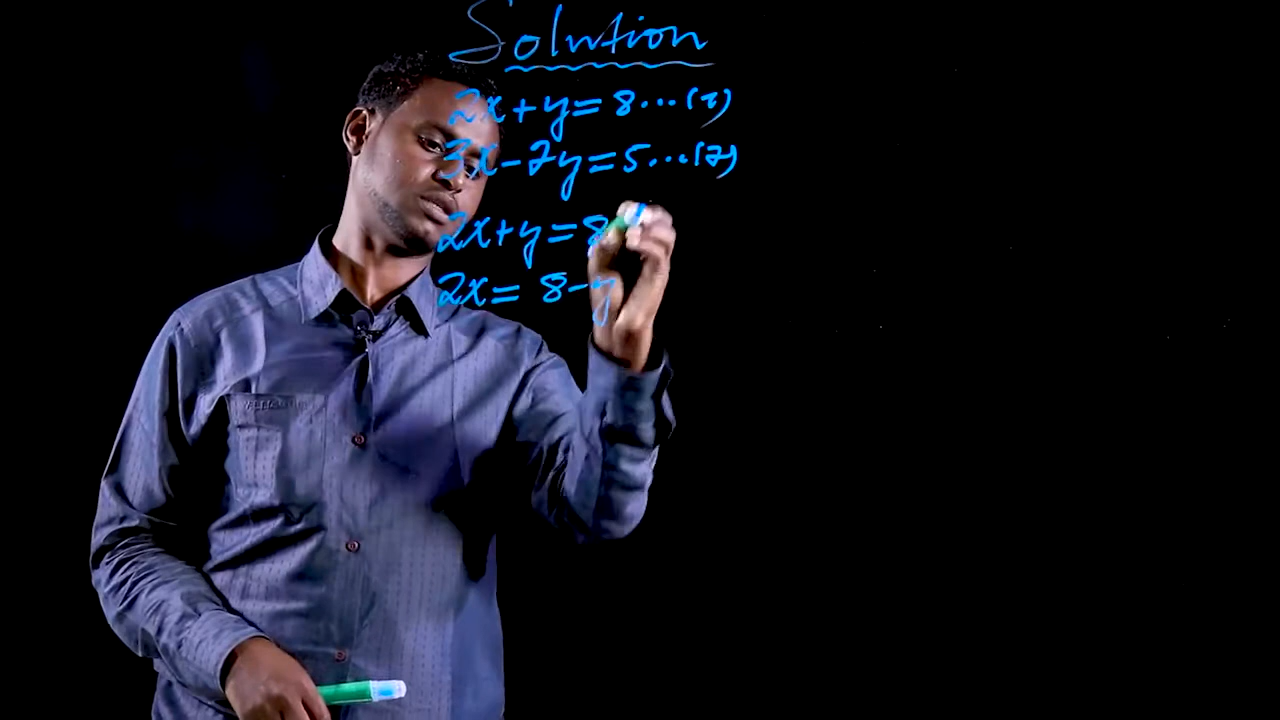 Solution
2x+y=8...(1)
3x-2y=5...(2)
2x+y=8
2x=8-y